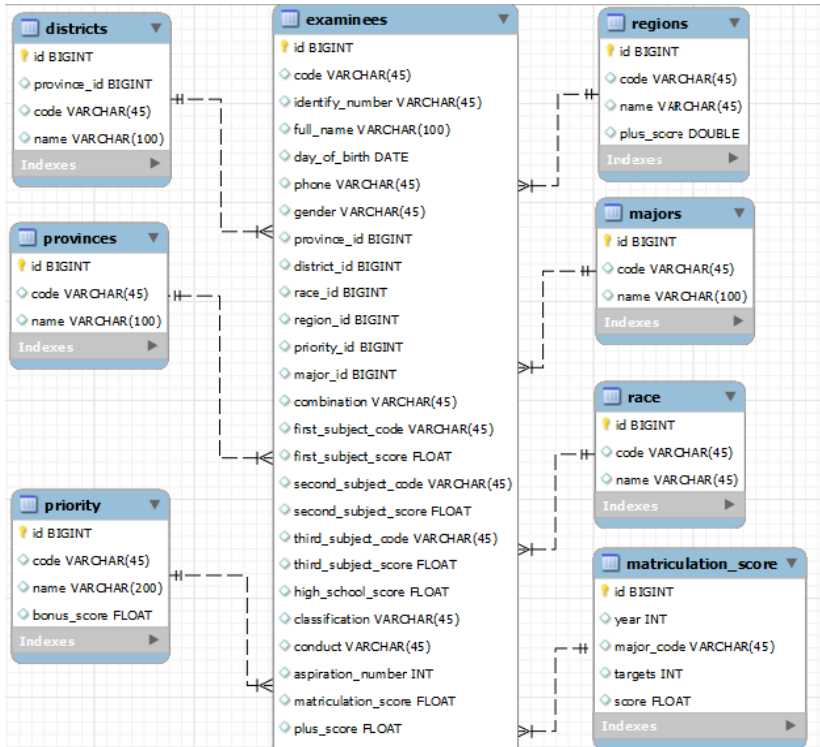 districts
id BIGINT
province_id BIGINT
code VARCHAR(45)
name VARCHAR(100)
Indexes
provinces
id BIGINT
code VARCHAR(45)
name VARCHAR(100)
Indexes
priority
id BIGINT
code VARCHAR(45)
name VARCHAR(200)
bonus_score FLOAT
Indexes
examinees
id BIGINT
code VARCHAR(45)
identify_number VARCHAR(45)
full_name VARCHAR(100)
day_of_birth DATE
phone VARCHAR(45)
gender VARCHAR(45)
province_id BIGINT
district_id BIGINT
race_id BIGINT
region_id BIGINT
priority_id BIGINT
major_id BIGINT
combination VARCHAR(45)
first_subject_code VARCHAR(45)
first_subject_score FLOAT
second_subject_code VARCHAR(45)
second_subject_score FLOAT
third_subject_code VARCHAR(45)
third_subject_score FLOAT
high_school_score FLOAT
classification VARCHAR(45)
conduct VARCHAR(45)
aspiration_number INT
matriculation_score FLOAT
plus_score FLOAT
regions
id BIGINT
code VARCHAR(45)
name VARCHAR(45)
plus_score DOUBLE
Indexes
majors
id BIGINT
code VARCHAR(45)
name VARCHAR(100)
Indexes
race
id BIGINT
code VARCHAR(45)
name VARCHAR(45)
Indexes
matriculation_score
id BIGINT
year INT
major_code VARCHAR(45)
targets INT
score FLOAT
Indexes